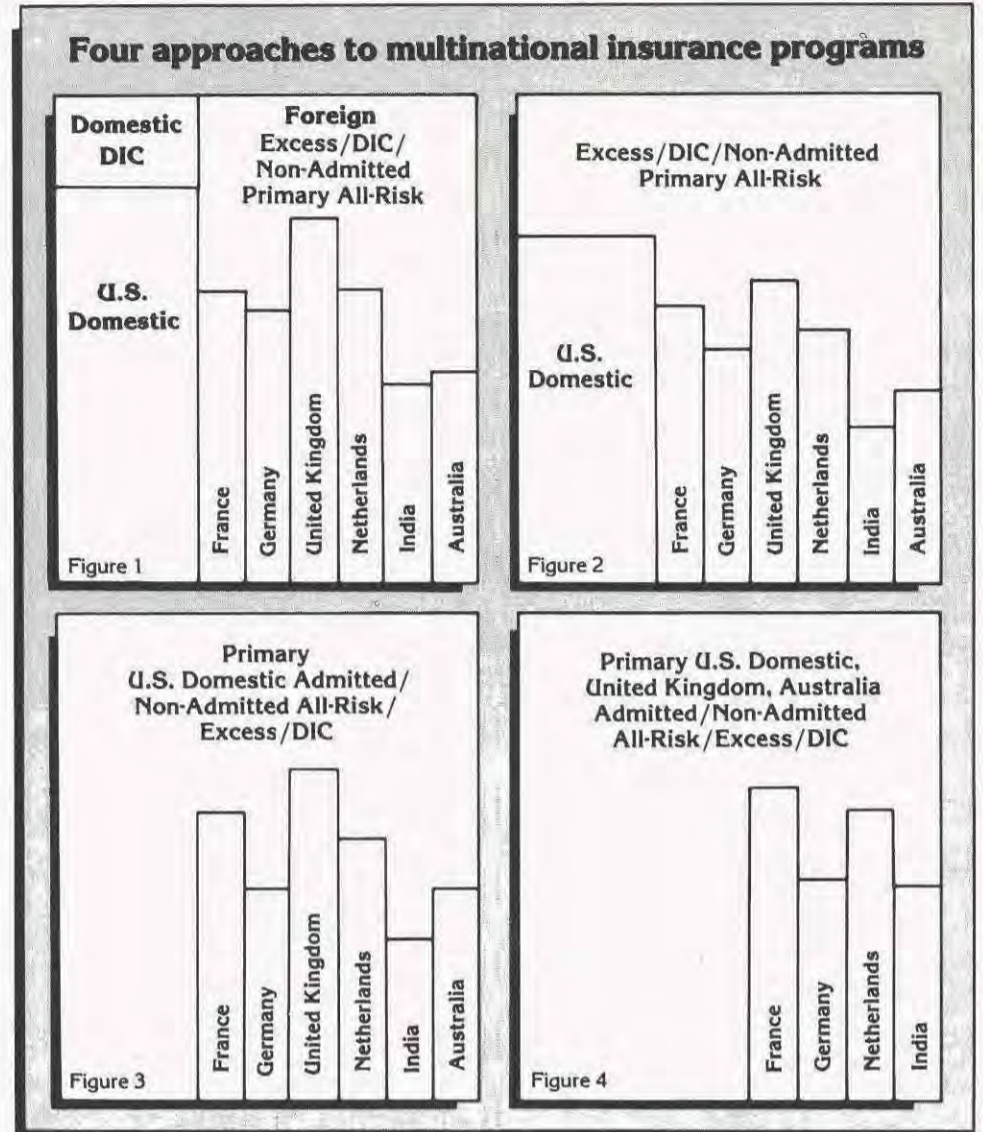 Four approaches to multinational insurance programs
Domestic
DIC
Foreign
Excess/DIC/
Non-Admitted
Primary All-Risk
U.S.
Domestic
France
Germany
United Kingdom
Netherlands
India
Australia
Figure 1
Excess/DIC/Non-Admitted
Primary All-Risk
U.S.
Domestic
France
Germany
United Kingdom
Netherlands
India
Australia
Figure 2
Primary
U.S. Domestic Admitted/
Non-Admitted All-Risk/
Excess/DIC
France
Germany
United Kingdom
Netherlands
India
Australia
Figure 3
Primary U.S. Domestic,
United Kingdom, Australia
Admitted/Non-Admitted
All-Risk/Excess/DIC
France
Germany
Netherlands
India
Figure 4